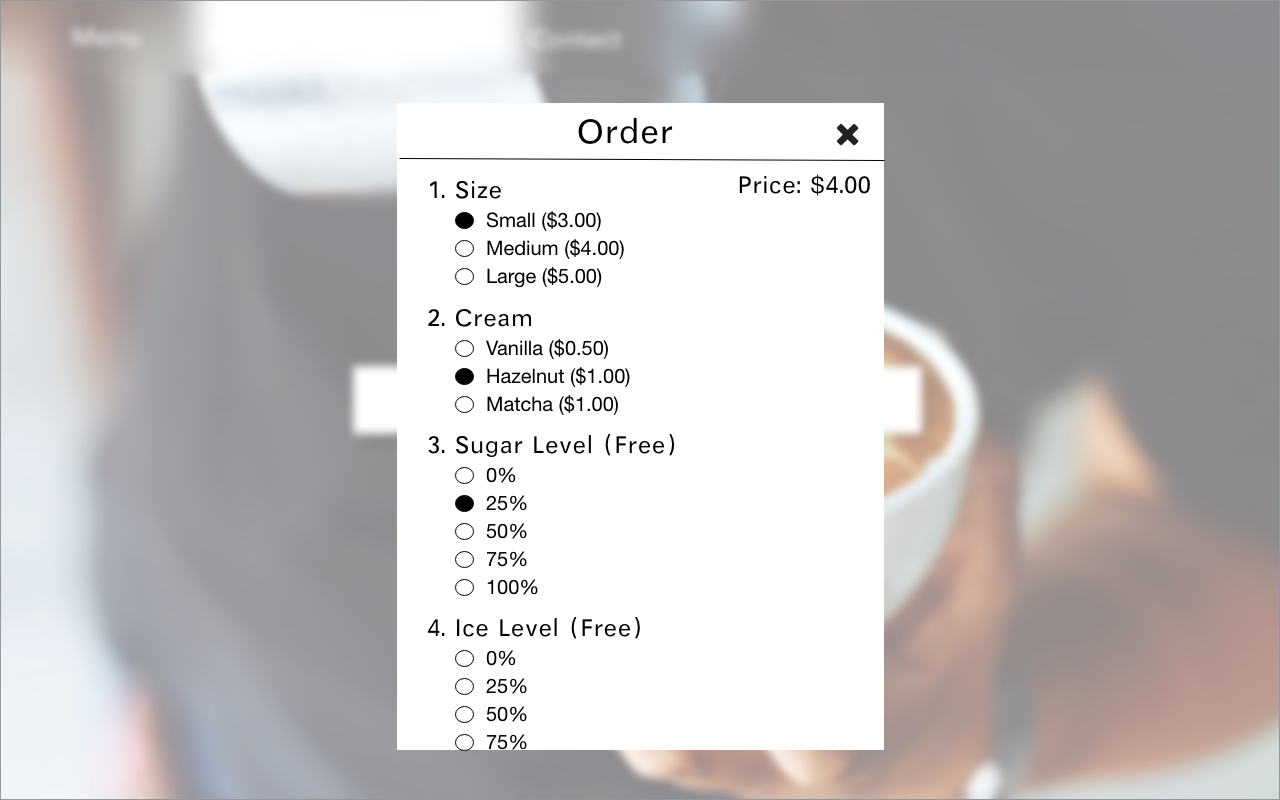 Menu
Contact
Order
Price: $4.00
1. Size
Small ($3.00)
Medium ($4.00)
Large ($5.00)
2. Cream
Vanilla ($0.50)
Hazelnut ($1.00)
Matcha ($1.00)
3. Sugar Level (Free)
0%
25%
50%
75%
100%
4. Ice Level (Free)
0%
25%
50%
75%